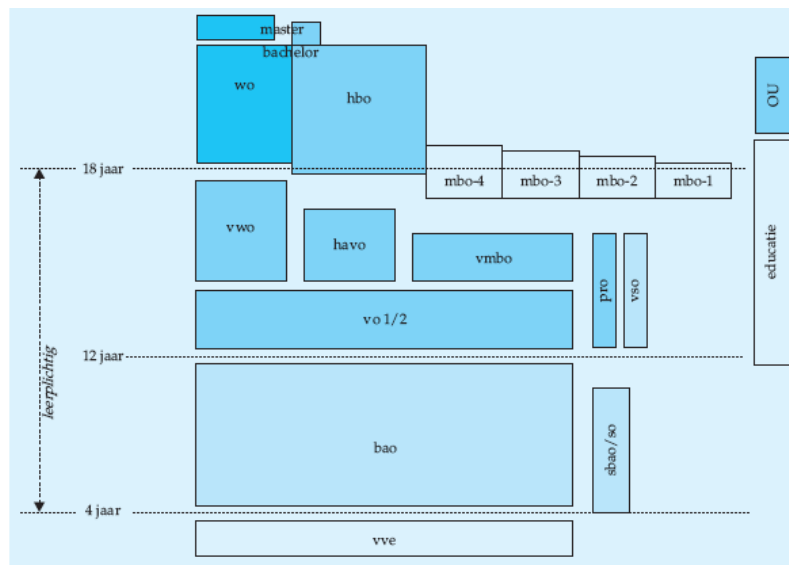 master
bachelor
wo
hbo
OU
18 jaar
mbo-4
mbo-3
mbo-2
mbo-1
vwo
havo
vmbo
pro
vso
educatie
vo 1/2
12 jaar
leerplichtig
bao
sbao/so
4 jaar
vve